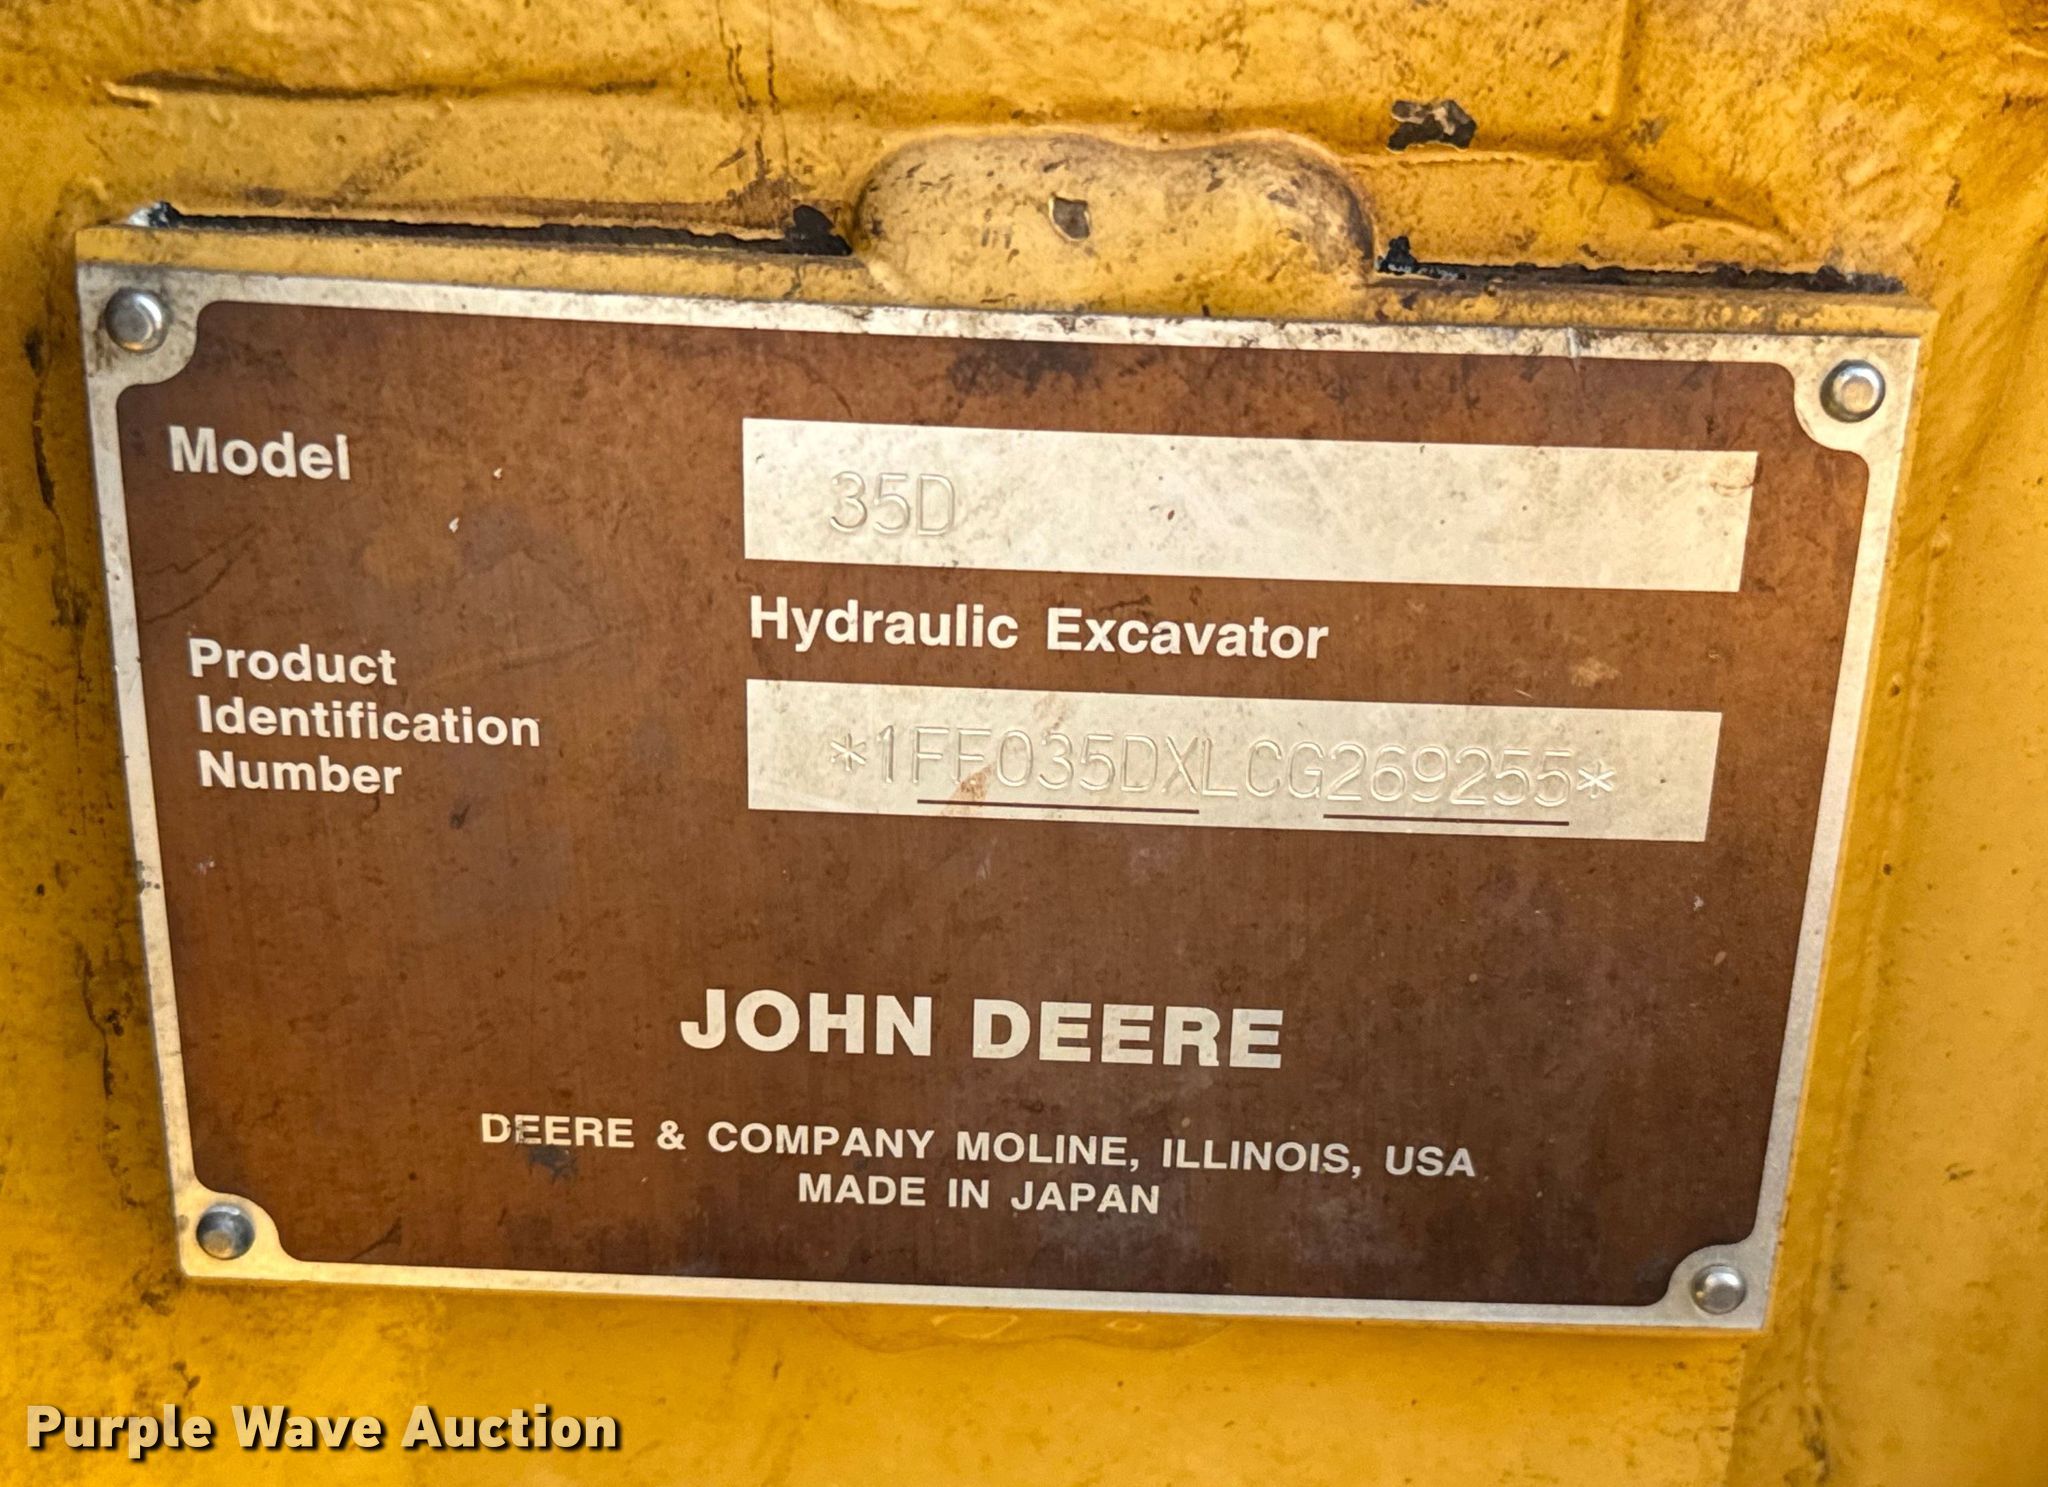 Model
35D
Hydraulic Excavator
Product
Identification
Number
*1FF035DXLCG269255*
JOHN DEERE
DEERE & COMPANY MOLINE, ILLINOIS, USA
MADE IN JAPAN
Purple Wave Auction